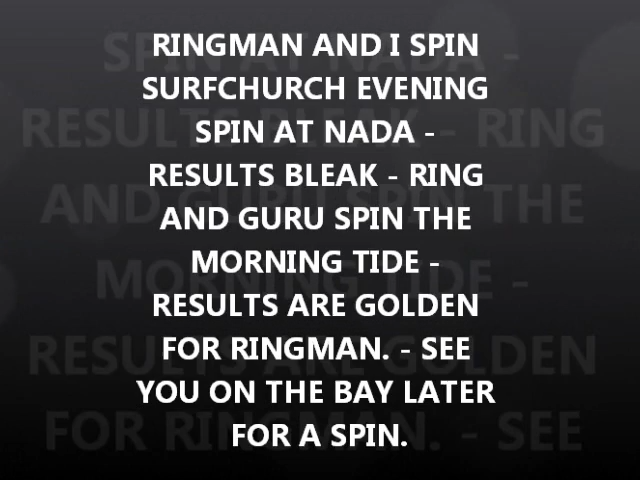 RINGMAN AND I SPIN
SURFCHURCH EVENING
SPIN AT NADA -
RESULTS BLEAK - RING
AND GURU SPIN THE
MORNING TIDE -
RESULTS ARE GOLDEN
FOR RINGMAN. - SEE
YOU ON THE BAY LATER
FOR A SPIN.